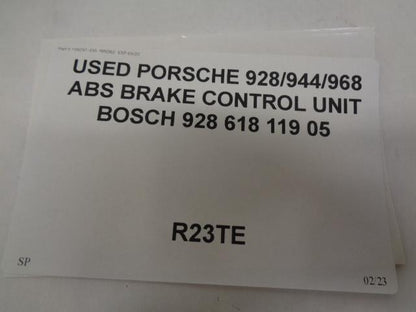 USED PORSCHE 928/944/968
ABS BRAKE CONTROL UNIT
BOSCH 928 618 119 05
R23TE
SP
02/23